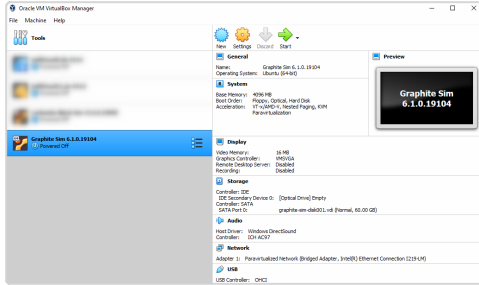 Oracle VM VirtualBox Manager
File Machine Help
Tools
New Settings Discard Start
General
Name: Graphite Sim 6.1.0.19104
Operating System: Ubuntu (64-bit)
Preview
Graphite Sim
6.1.0.19104
System
Base Memory: 4096 MB
Boot Order: Floppy, Optical, Hard Disk
Acceleration: VT-x/AMD-V, Nested Paging, KVM
Paravirtualization
Graphite Sim 6.1.0.19104
Powered Off
Display
Video Memory: 16 MB
Graphics Controller: VMSVGA
Remote Desktop Server: Disabled
Recording: Disabled
Storage
Controller: IDE
IDE Secondary Device 0: [Optical Drive] Empty
Controller: SATA
SATA Port 0: graphite-sim-disk001.vdi (Normal, 60.00 GB)
Audio
Host Driver: Windows DirectSound
Controller: ICH AC97
Network
Adapter 1: Paravirtualized Network (Bridged Adapter, Intel(R) Ethernet Connection I219-LM)
USB
USB Controller: OHCI